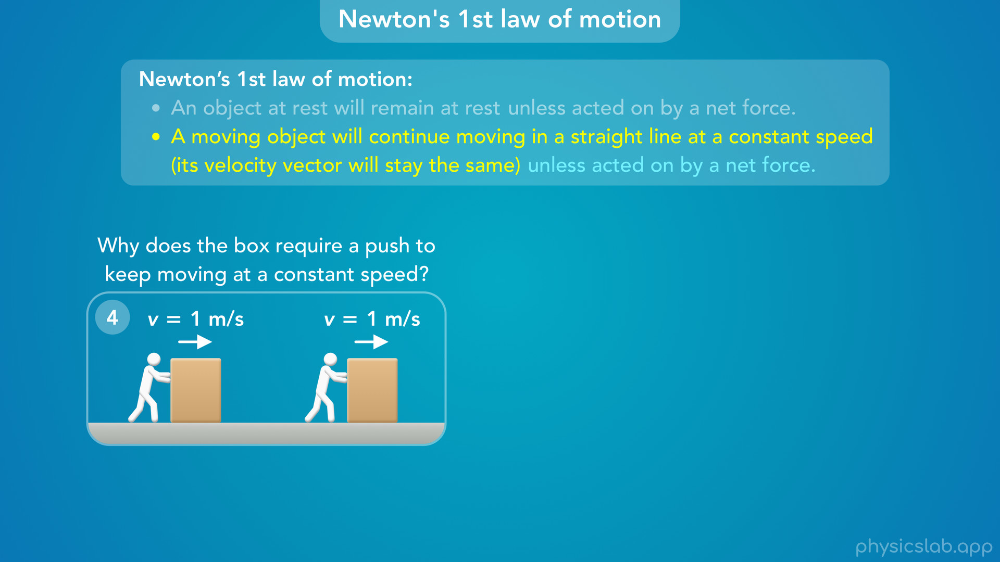 Newton's 1st law of motion
Newton’s 1st law of motion:
• An object at rest will remain at rest unless acted on by a net force.
• A moving object will continue moving in a straight line at a constant speed
(its velocity vector will stay the same) unless acted on by a net force.
Why does the box require a push to
keep moving at a constant speed?
4
v = 1 m/s
v = 1 m/s
physicslab.app